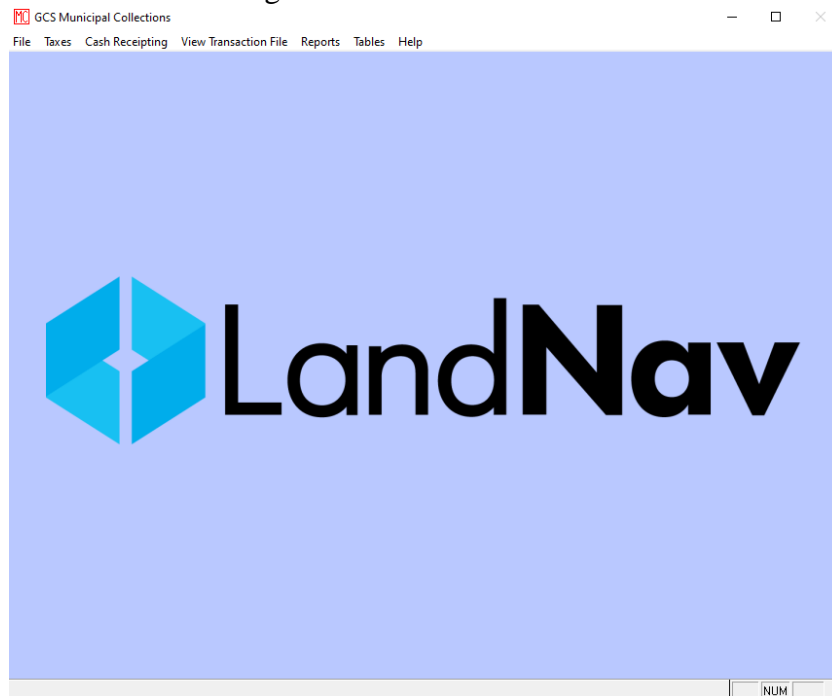 GCS Municipal Collections
File Taxes Cash Receipting View Transaction File Reports Tables Help
LandNav
NUM